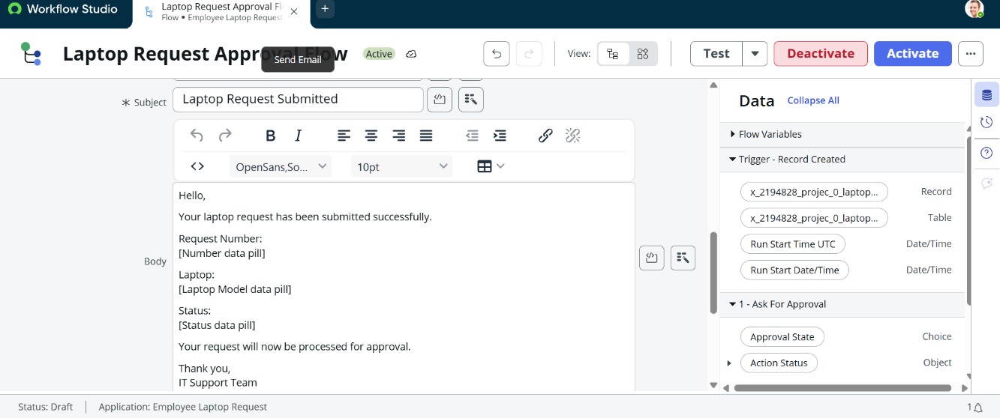 Workflow Studio
Laptop Request Approval Fl
Flow • Employee Laptop Request
Laptop Request Appro Flow
Active
Send Email
View:
Test
Deactivate
Activate
* Subject
Laptop Request Submitted
B I
OpenSans,So...
10pt
Body
Hello,
Your laptop request has been submitted successfully.
Request Number:
[Number data pill]
Laptop:
[Laptop Model data pill]
Status:
[Status data pill]
Your request will now be processed for approval.
Thank you,
IT Support Team
Data
Collapse All
Flow Variables
Trigger - Record Created
x_2194828_projec_0_laptop... Record
x_2194828_projec_0_laptop... Table
Run Start Time UTC Date/Time
Run Start Date/Time Date/Time
1 - Ask For Approval
Approval State Choice
Action Status Object
Status: Draft
Application: Employee Laptop Request
1